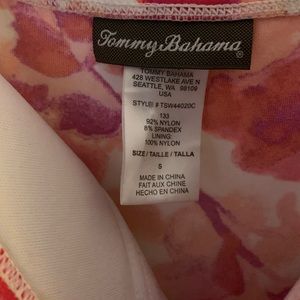 Tommy Bahama®
TOMMY BAHAMA
428 WESTLAKE AVE N
SEATTLE, WA 98109
USA
STYLE# TSW44020C
133
92% NYLON
8% SPANDEX
LINING:
100% NYLON
SIZE / TAILLE / TALLA
S
MADE IN CHINA
FAIT AUX CHINE
HECHO EN CHINA